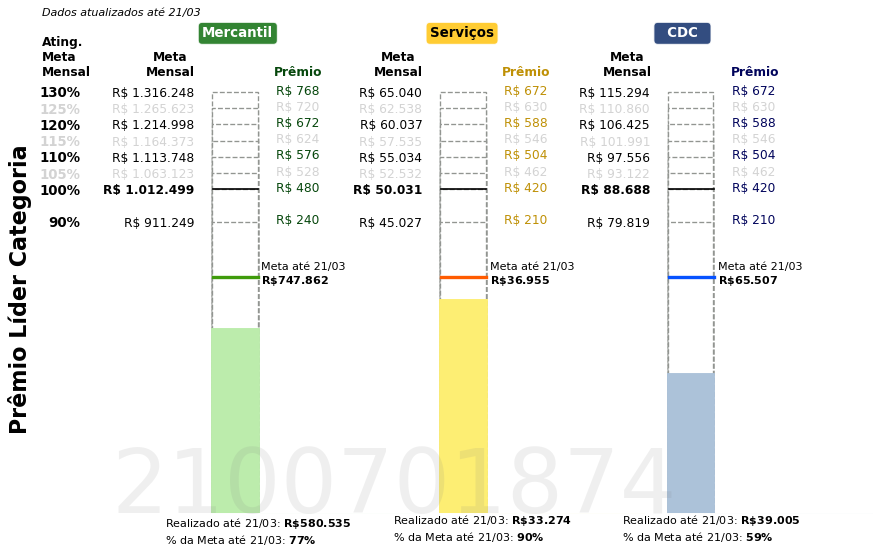 Dados atualizados até 21/03
Mercantil Serviços CDC
Ating. Meta Mensal Meta Mensal Prêmio Meta Mensal Prêmio Meta Mensal Prêmio
130% R$ 1.316.248 R$ 768 R$ 65.040 R$ 672 R$ 115.294 R$ 672
125% R$ 1.265.623 R$ 720 R$ 62.538 R$ 630 R$ 110.860 R$ 630
120% R$ 1.214.998 R$ 672 R$ 60.037 R$ 588 R$ 106.425 R$ 588
115% R$ 1.164.373 R$ 624 R$ 57.535 R$ 546 R$ 101.991 R$ 546
110% R$ 1.113.748 R$ 576 R$ 55.034 R$ 504 R$ 97.556 R$ 504
105% R$ 1.063.123 R$ 528 R$ 52.532 R$ 462 R$ 93.122 R$ 462
100% R$ 1.012.499 R$ 480 R$ 50.031 R$ 420 R$ 88.688 R$ 420
90% R$ 911.249 R$ 240 R$ 45.027 R$ 210 R$ 79.819 R$ 210
Meta até 21/03 Meta até 21/03 Meta até 21/03
R$747.862 R$36.955 R$65.507
Prêmio Líder Categoria
2100701874
Realizado até 21/03: R$580.535 Realizado até 21/03: R$33.274 Realizado até 21/03: R$39.005
% da Meta até 21/03: 77% % da Meta até 21/03: 90% % da Meta até 21/03: 59%